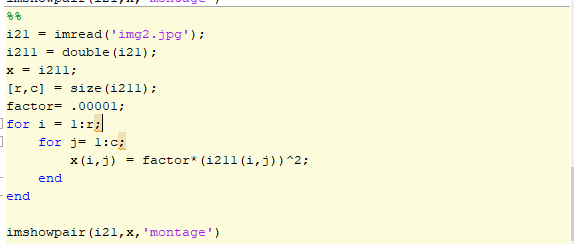 imshowpair(i21,x,'montage')
%%
i21 = imread('img2.jpg');
i211 = double(i21);
x = i211;
[r,c] = size(i211);
factor= .00001;
for i = 1:r;
for j= 1:c;
x(i,j) = factor*(i211(i,j))^2;
end
end
imshowpair(i21,x,'montage')